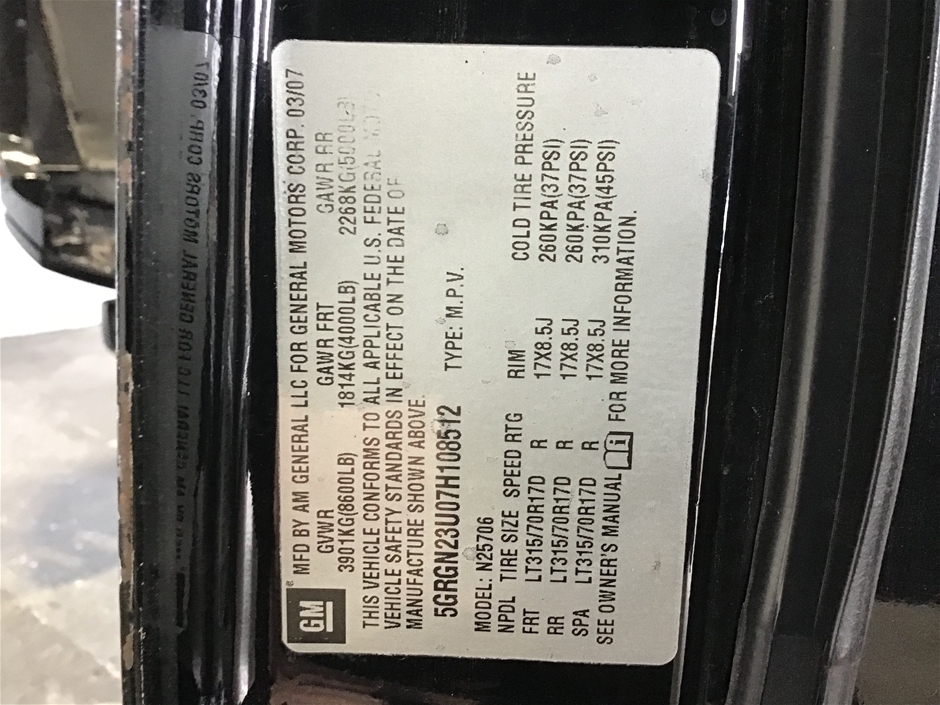 GM
MFD BY AM GENERAL LLC FOR GENERAL MOTORS CORP. 03/07
GVWR GAWR FRT GAWR RR
3901KG(8600LB) 1814KG(4000LB) 2268KG(5000LB)
THIS VEHICLE CONFORMS TO ALL APPLICABLE U.S. FEDERAL MOTOR
VEHICLE SAFETY STANDARDS IN EFFECT ON THE DATE OF
MANUFACTURE SHOWN ABOVE.
5GRGN23U07H108512 TYPE: M.P.V.
MODEL: N25706
NPDL TIRE SIZE SPEED RTG RIM COLD TIRE PRESSURE
FRT LT315/70R17D R 17X8.5J 260KPA(37PSI)
RR LT315/70R17D R 17X8.5J 260KPA(37PSI)
SPA LT315/70R17D R 17X8.5J 310KPA(45PSI)
SEE OWNER'S MANUAL FOR MORE INFORMATION.